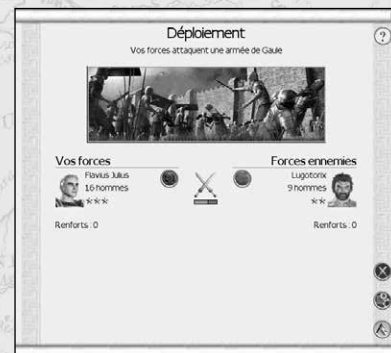 Déploiement
Vos forces attaquent une armée de Gaule
Vos forces
Forces ennemies
Flavius Julius
16 hommes
Lugotorix
9 hommes
Renforts : 0
Renforts : 0
?